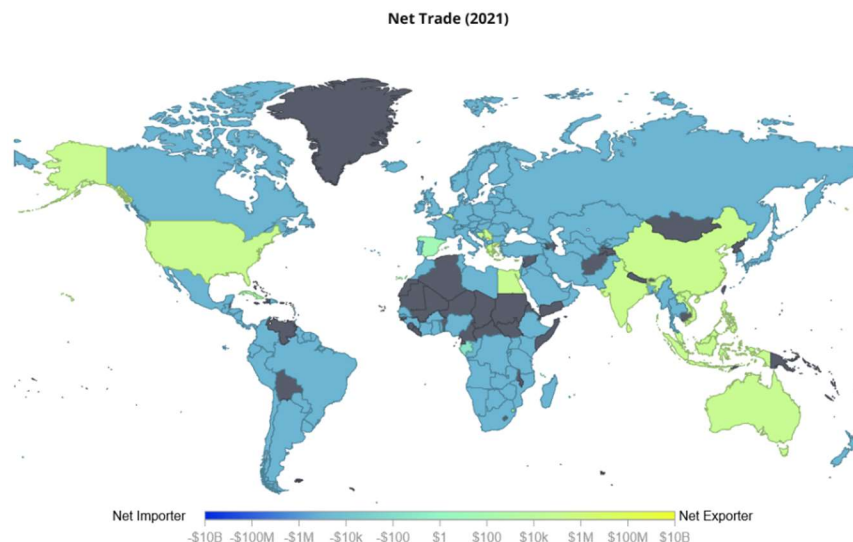 Net Trade (2021)
Net Importer
Net Exporter
-$10B -$100M -$1M -$10k -$100 $1 $100 $10k $1M $100M $10B